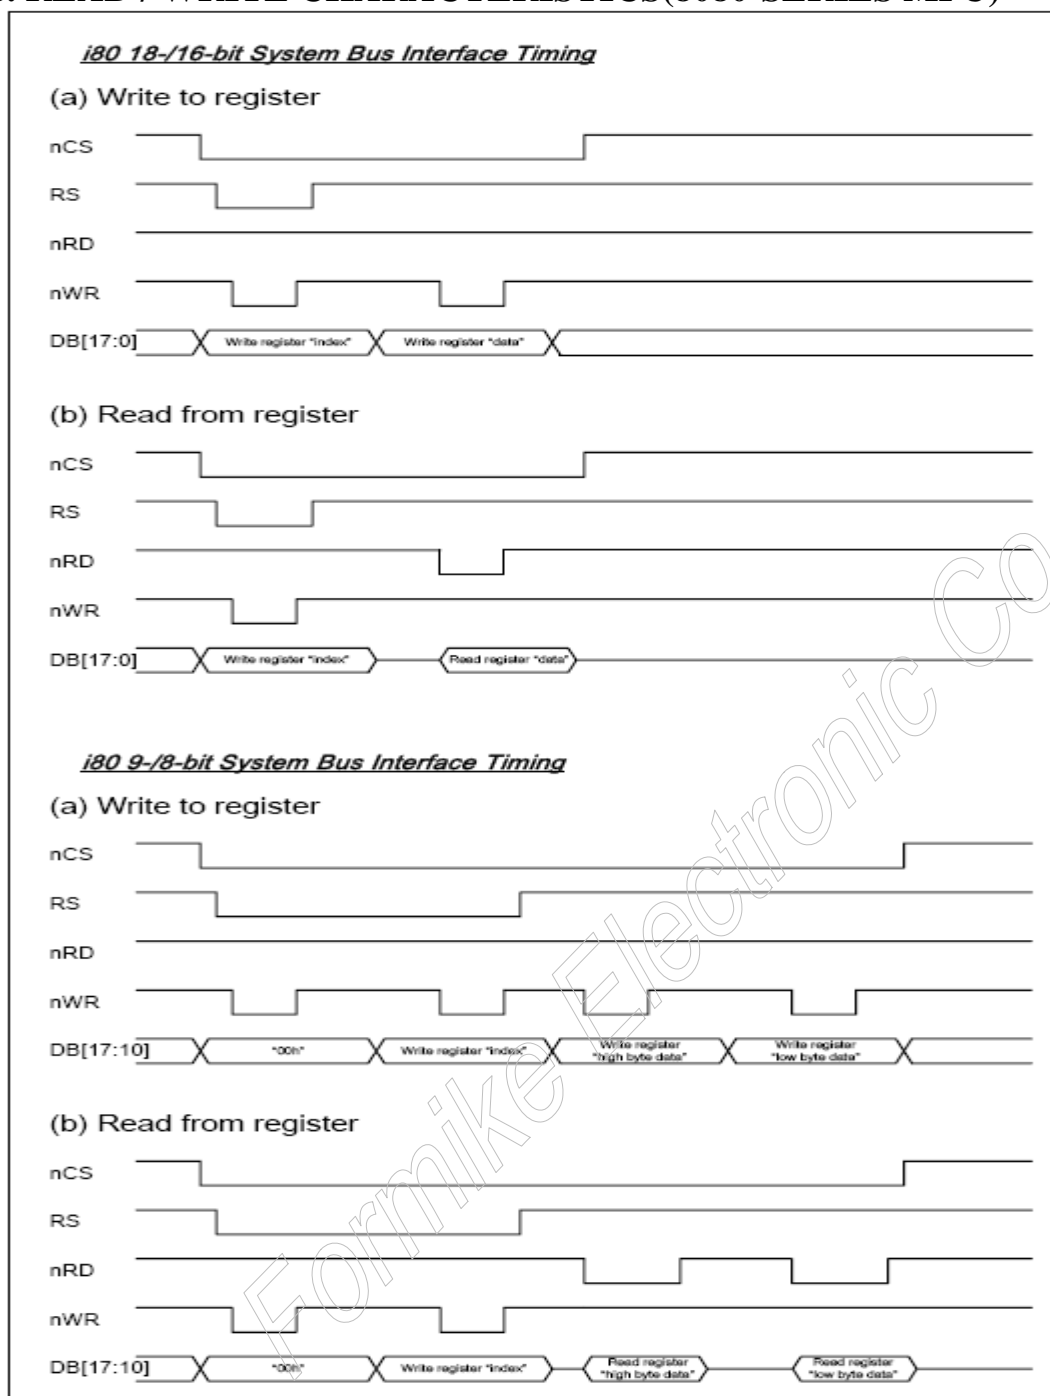 READ / WRITE CHARACTERISTICS(8080-SERIES MPU)
i80 18-/16-bit System Bus Interface Timing
(a) Write to register
nCS
RS
nRD
nWR
DB[17:0] Write register "index" Write register "data"
(b) Read from register
nCS
RS
nRD
nWR
DB[17:0] Write register "index" Read register "data"
i80 9-/8-bit System Bus Interface Timing
(a) Write to register
nCS
RS
nRD
nWR
DB[17:10] "00h" Write register "index" Write register "high byte data" Write register "low byte data"
(b) Read from register
nCS
RS
nRD
nWR
DB[17:10] "00h" Write register "index" Read register "high byte data" Read register "low byte data"
Formike Electronic Co